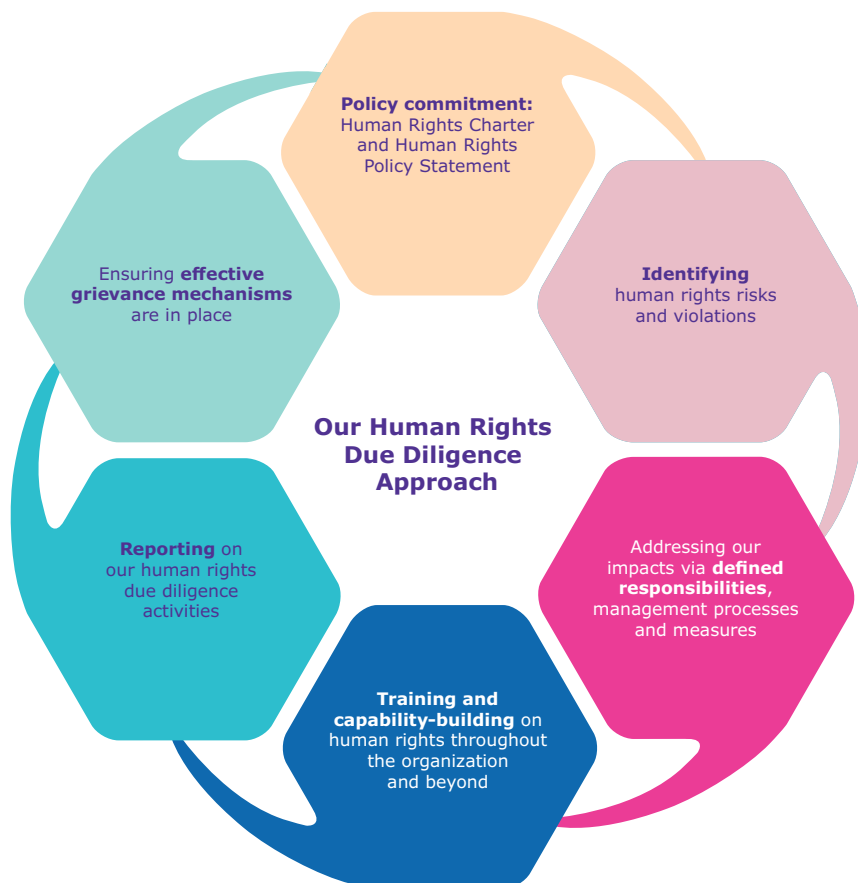 Policy commitment:
Human Rights Charter
and Human Rights
Policy Statement
Identifying
human rights risks
and violations
Addressing our
impacts via defined
responsibilities,
management processes
and measures
Training and
capability-building on
human rights throughout
the organization
and beyond
Reporting on
our human rights
due diligence
activities
Ensuring effective
grievance mechanisms
are in place
Our Human Rights
Due Diligence
Approach